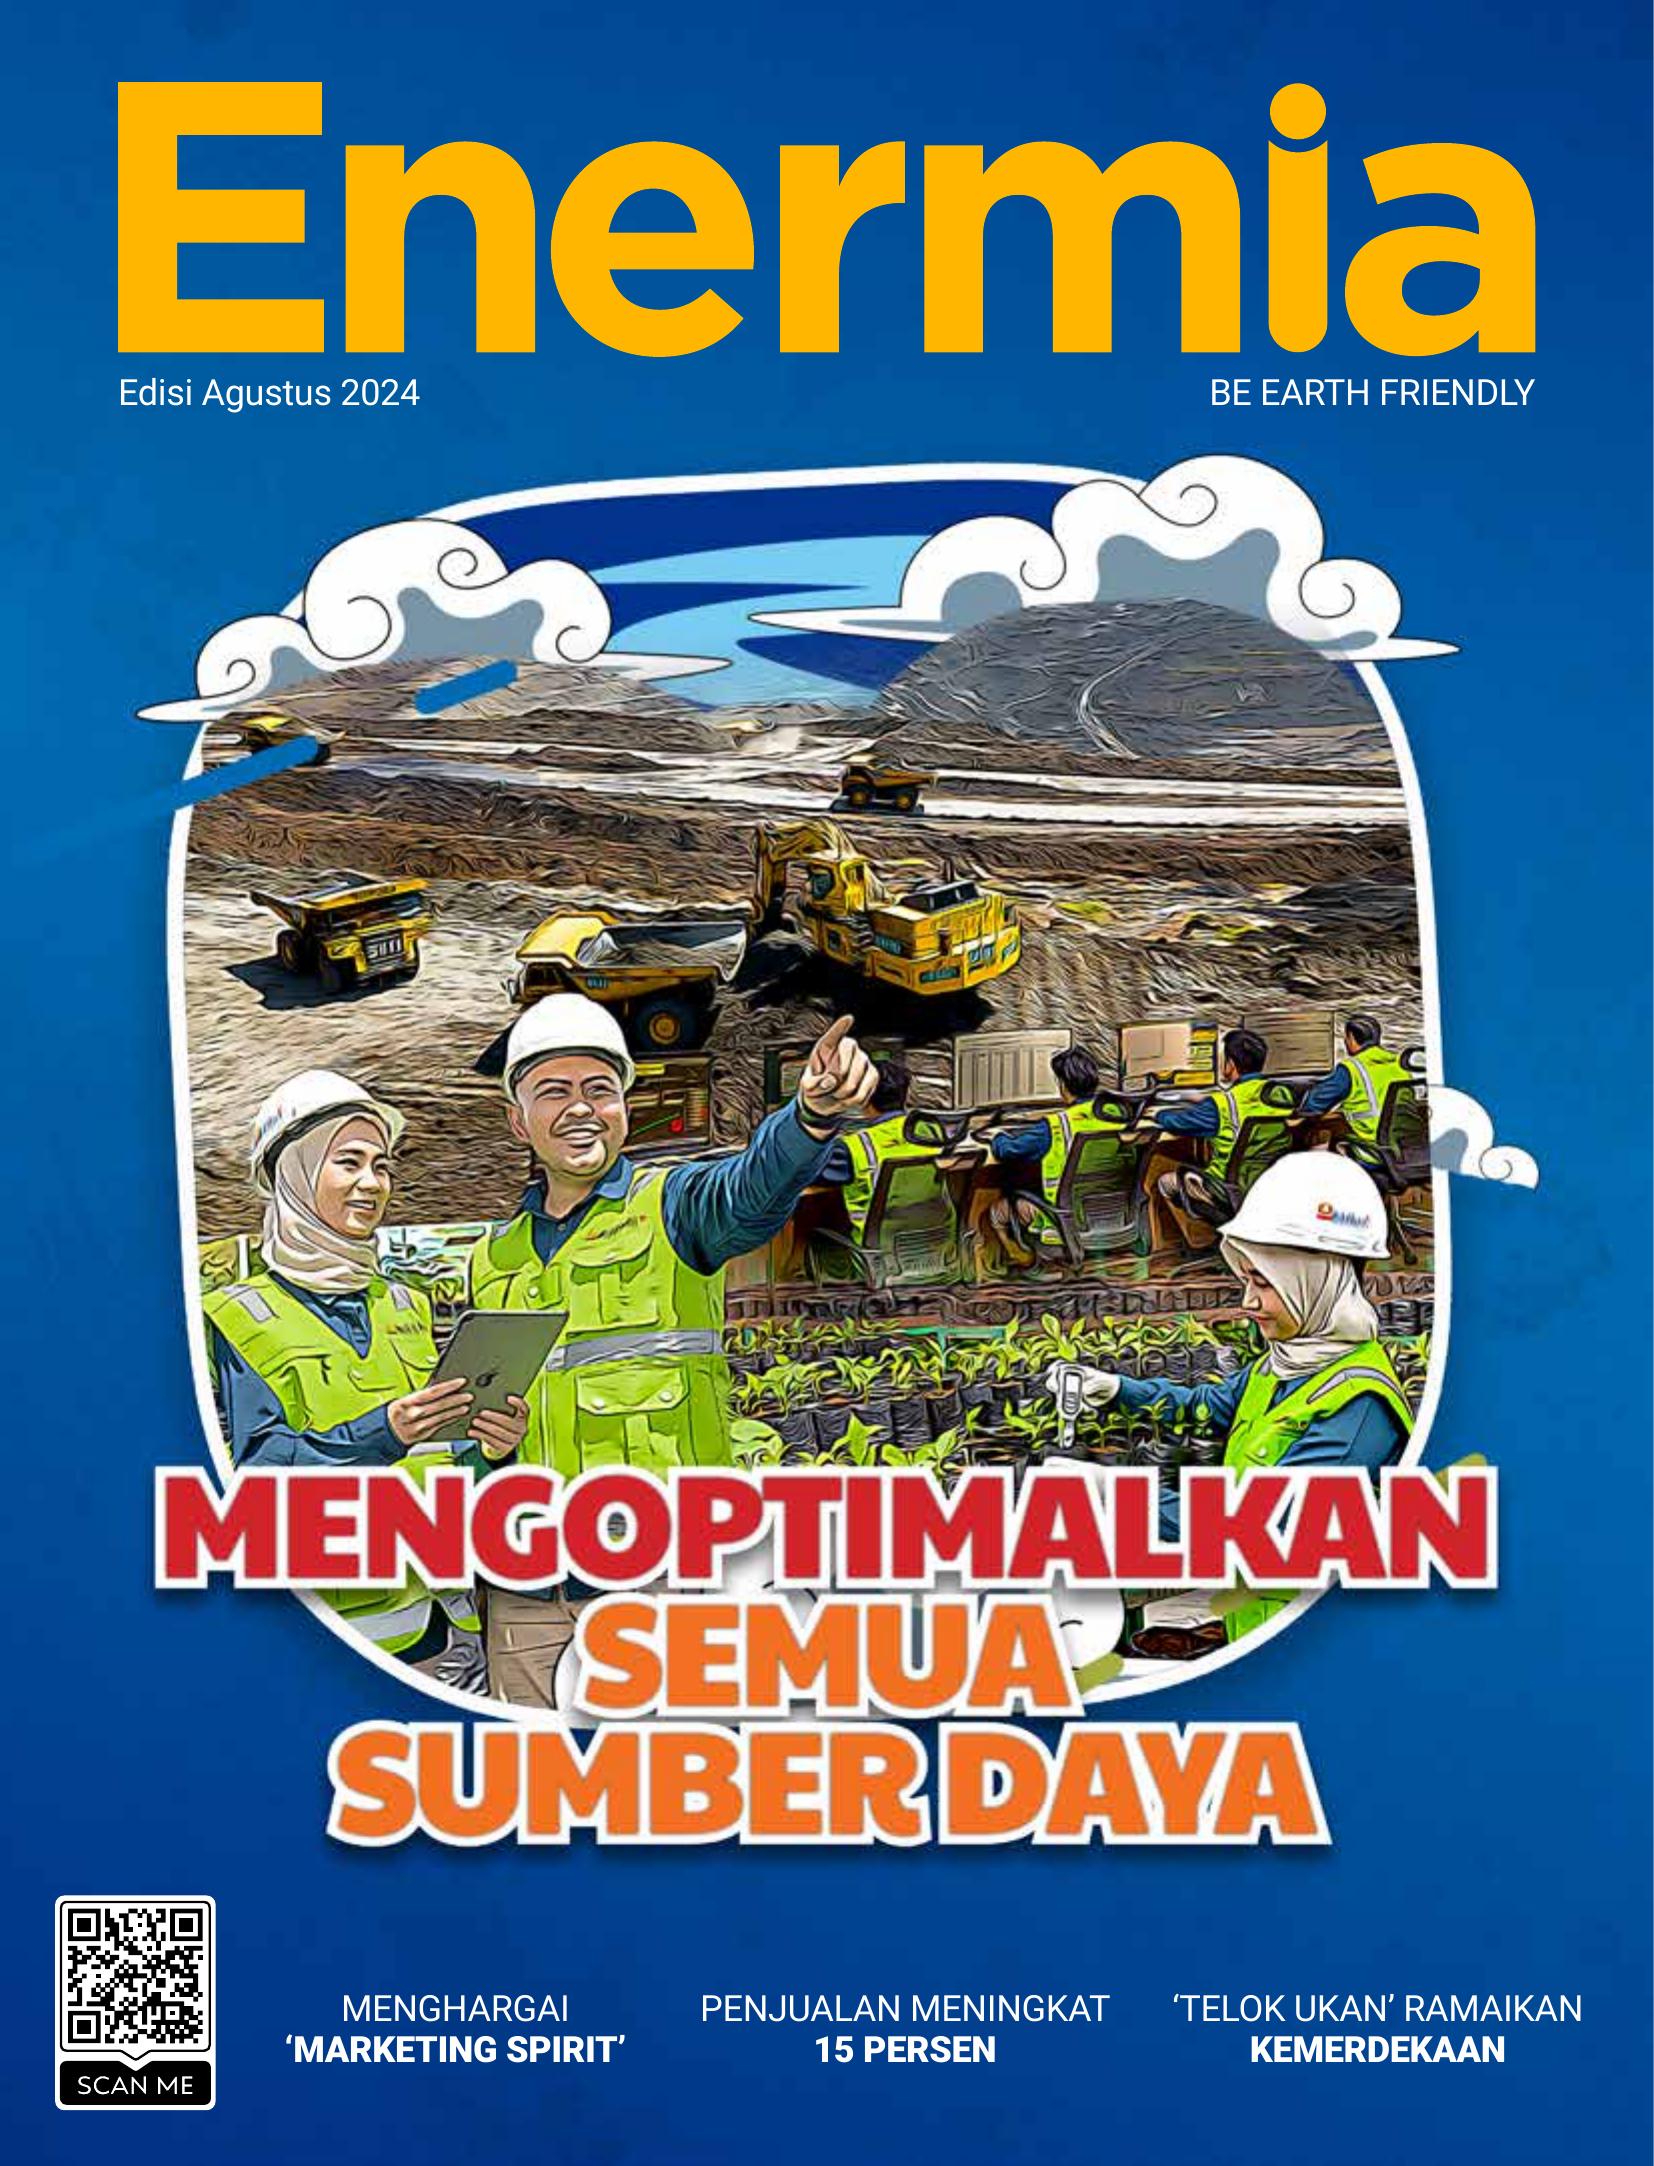 Enermia
Edisi Agustus 2024
BE EARTH FRIENDLY
MENGOPTIMALKAN
SEMUA
SUMBER DAYA
SCAN ME
MENGHARGAI
‘MARKETING SPIRIT’
PENJUALAN MENINGKAT
15 PERSEN
‘TELOK UKAN’ RAMAIKAN
KEMERDEKAAN